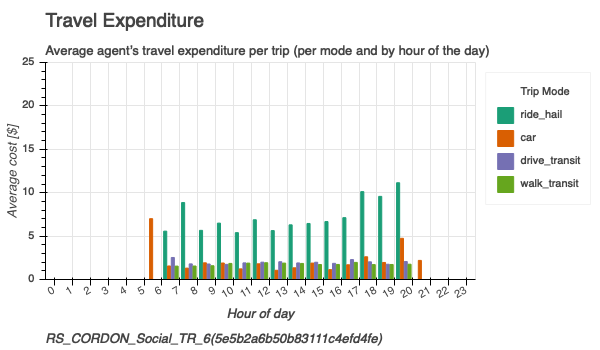 Travel Expenditure
Average agent's travel expenditure per trip (per mode and by hour of the day)
25
20
15
10
5
0
Average cost [$]
0 1 2 3 4 5 6 7 8 9 10 11 12 13 14 15 16 17 18 19 20 21 22 23
Hour of day
Trip Mode
ride_hail
car
drive_transit
walk_transit
RS_CORDON_Social_TR_6(5e5b2a6b50b83111c4efd4fe)